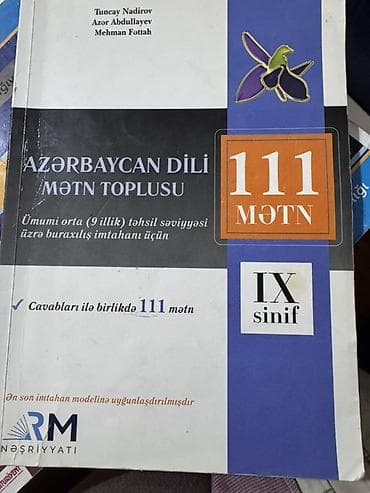 Tuncay Nadirov
Azər Abdullayev
Mehman Fəttah
AZƏRBAYCAN DİLİ
MƏTN TOPLUSU
111
MƏTN
Ümumi orta (9 illik) təhsil səviyyəsi
üzrə buraxılış imtahanı üçün
IX
sinif
✓ Cavabları ilə birlikdə 111 mətn
Ən son imtahan modelinə uyğunlaşdırılmışdır
RM
NƏŞRİYYATI